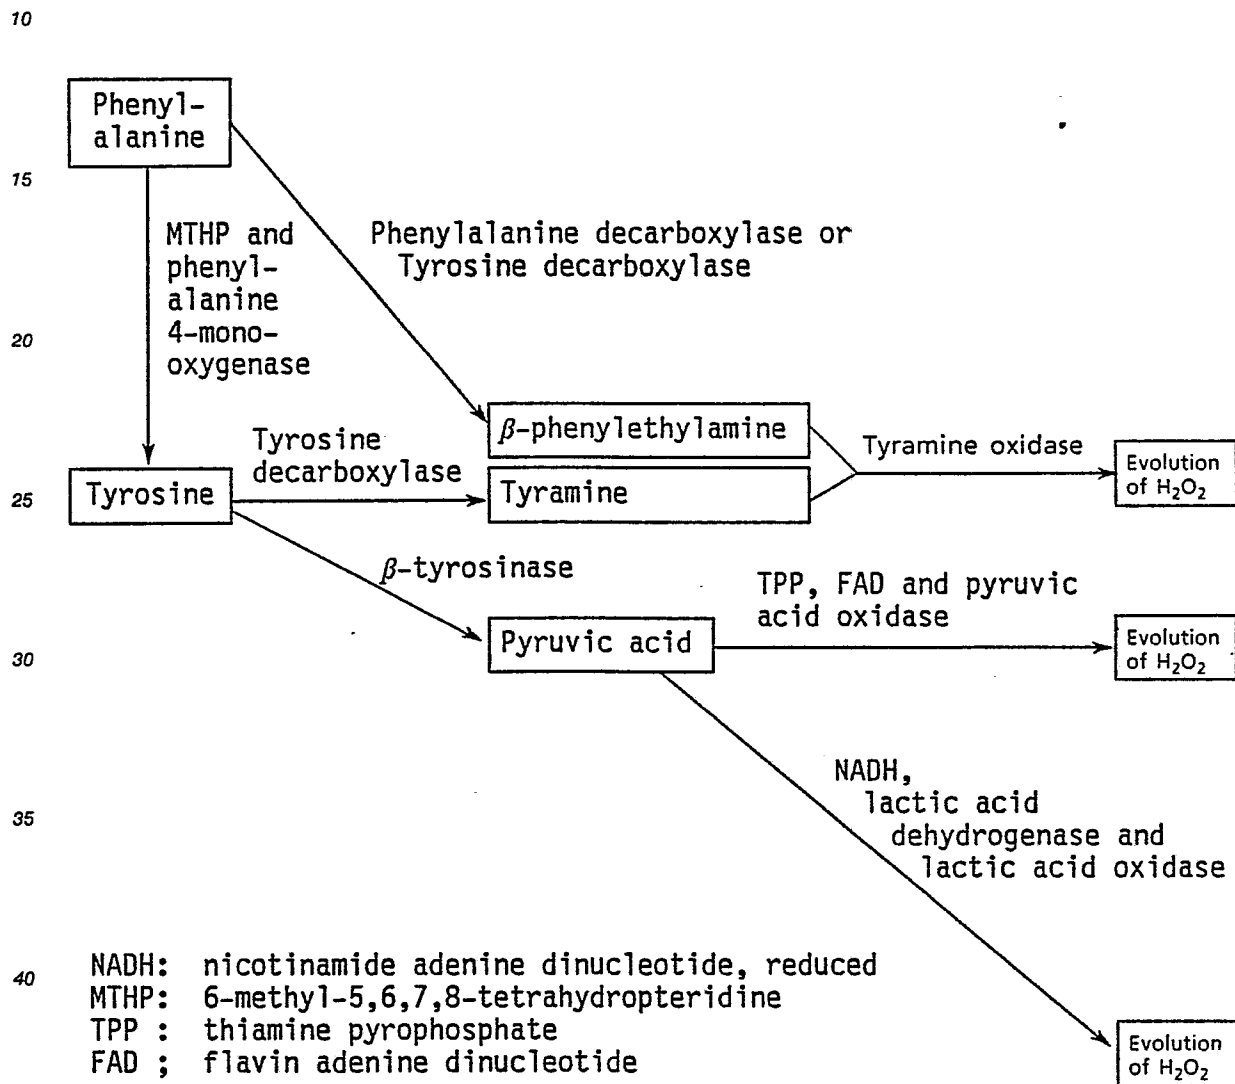 10
Phenyl-
alanine
15
MTHP and
phenyl-
alanine
4-mono-
oxygenase
Phenylalanine decarboxylase or
Tyrosine decarboxylase
20
β-phenylethylamine
Tyrosine
decarboxylase
Tyramine oxidase
Evolution
of H₂O₂
Tyrosine
Tyramine
25
β-tyrosinase
TPP, FAD and pyruvic
acid oxidase
Pyruvic acid
Evolution
of H₂O₂
30
NADH,
lactic acid
dehydrogenase and
lactic acid oxidase
35
NADH: nicotinamide adenine dinucleotide, reduced
40
MTHP: 6-methyl-5,6,7,8-tetrahydropteridine
TPP : thiamine pyrophosphate
FAD ; flavin adenine dinucleotide
Evolution
of H₂O₂